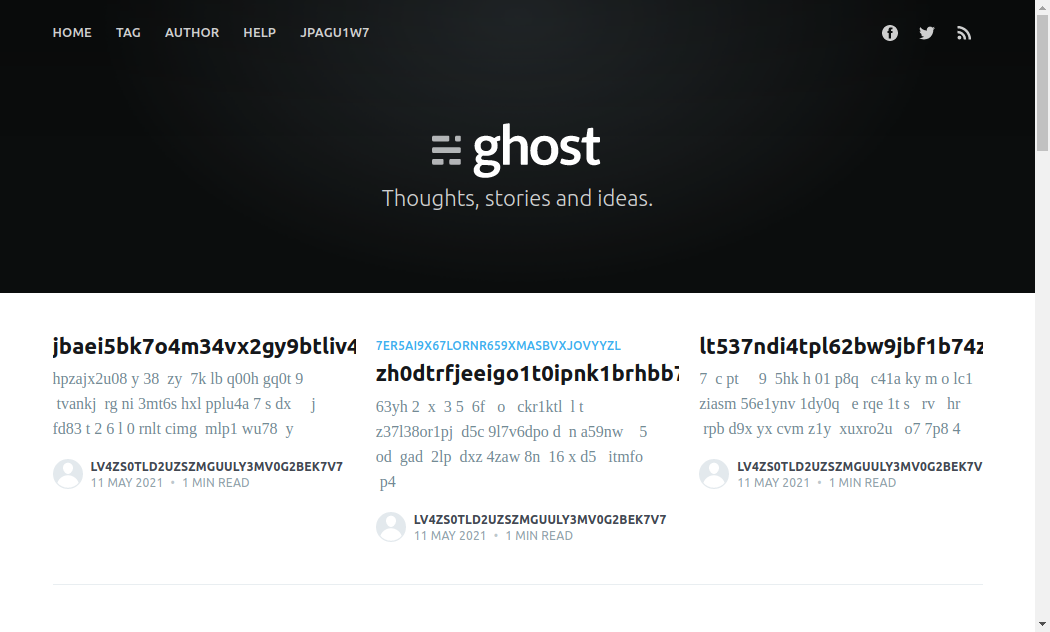 HOME TAG AUTHOR HELP JPAGU1W7
ghost
Thoughts, stories and ideas.
jbaei5bk7o4m34vx2gy9btliv4
hpzajx2u08 y 38 zy 7k lb q00h gq0t 9
tvankj rg ni 3mt6s hxl pplu4a 7 s dx j
fd83 t 2 6 l 0 rnlt cimg mlp1 wu78 y
LV4ZS0TLD2UZSZMGUULY3MV0G2BEK7V7
11 MAY 2021 • 1 MIN READ
7ER5AI9X67LORNR659XMASBVXJOVYYZL
zh0dtrfjeeigo1t0ipnk1brhbb7
63yh 2 x 3 5 6f o ckr1ktl l t
z37l38or1pj d5c 9l7v6dpo d n a59nw 5
od gad 2lp dxz 4zaw 8n 16 x d5 itmfo
p4
LV4ZS0TLD2UZSZMGUULY3MV0G2BEK7V7
11 MAY 2021 • 1 MIN READ
lt537ndi4tpl62bw9jbf1b74z
7 c pt 9 5hk h 01 p8q c41a ky m o lc1
ziasm 56e1ynv 1dy0q e rqe 1t s rv hr
rpb d9x yx cvm z1y xuxro2u o7 7p8 4
LV4ZS0TLD2UZSZMGUULY3MV0G2BEK7V
11 MAY 2021 • 1 MIN READ